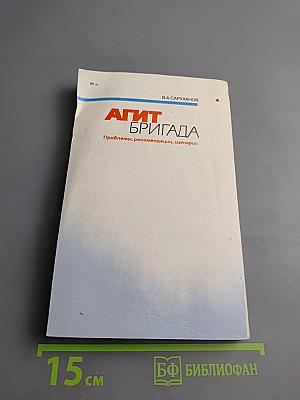 В.А.САРУХАНОВ
АГИТ
БРИГАДА
Проблемы, рекомендации, сценарии
15 см
БФ БИБЛИОФАН